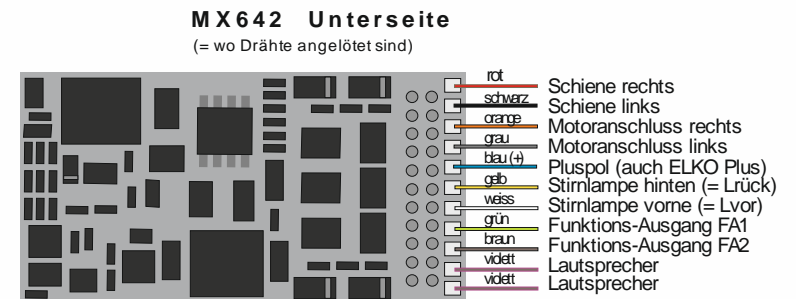 MX642 Unterseite
(= wo Drähte angelötet sind)
rot Schiene rechts
schwarz Schiene links
orange Motoranschluss rechts
grau Motoranschluss links
blau (+) Pluspol (auch ELKO Plus)
gelb Stirnlampe hinten (= Lrück)
weiss Stirnlampe vorne (= Lvor)
grün Funktions-Ausgang FA1
braun Funktions-Ausgang FA2
violett Lautsprecher
violett Lautsprecher